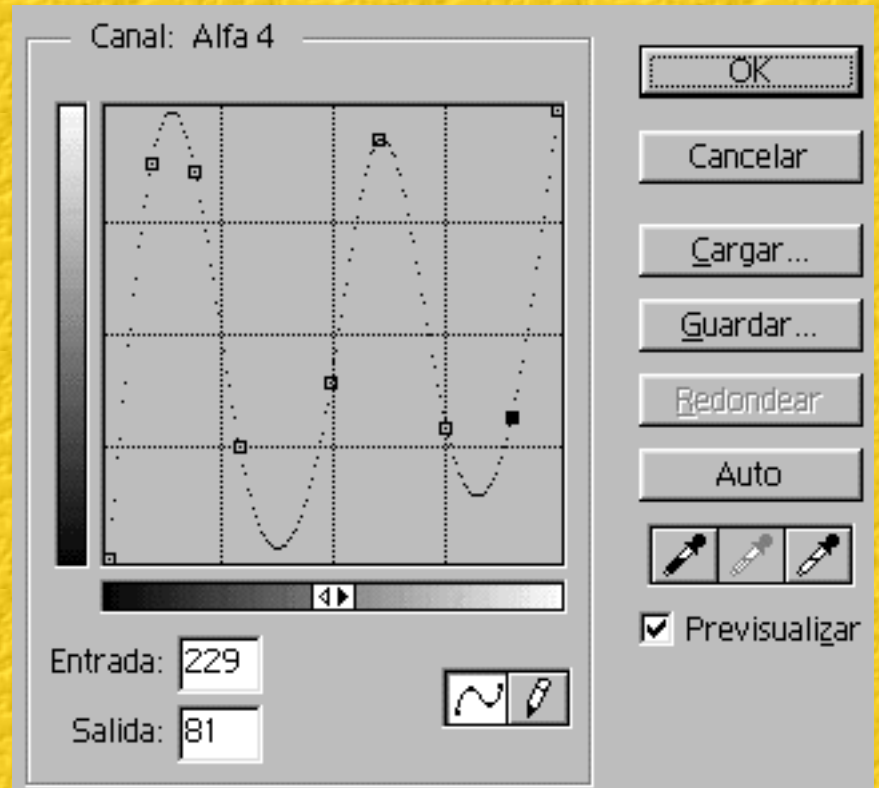 Canal: Alfa 4
OK
Cancelar
Cargar...
Guardar...
Redondear
Auto
Previsualizar
Entrada: 229
Salida: 81